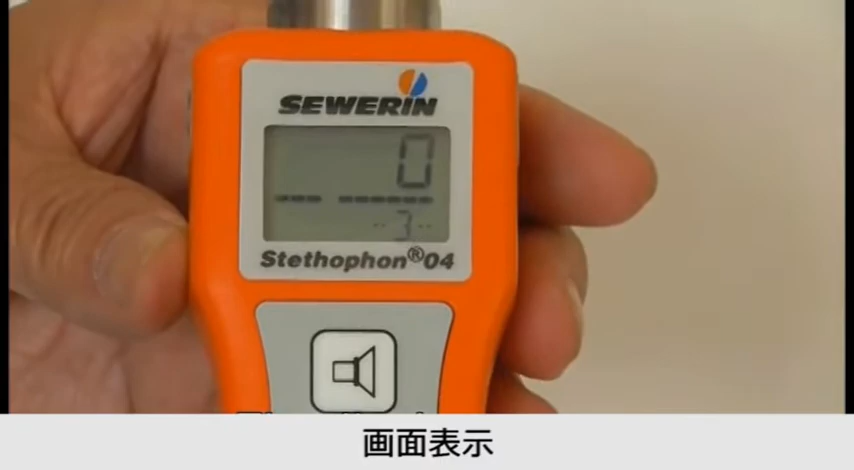 SEWERIN
0
3
Stethophon®04
画面表示